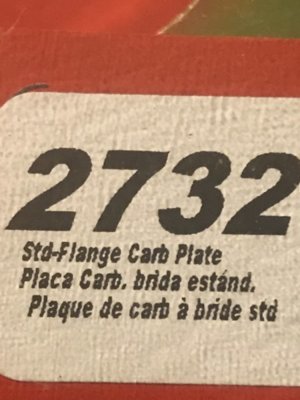 2732
Std-Flange Carb Plate
Placa Carb. brida estánd.
Plaque de carb à bride std